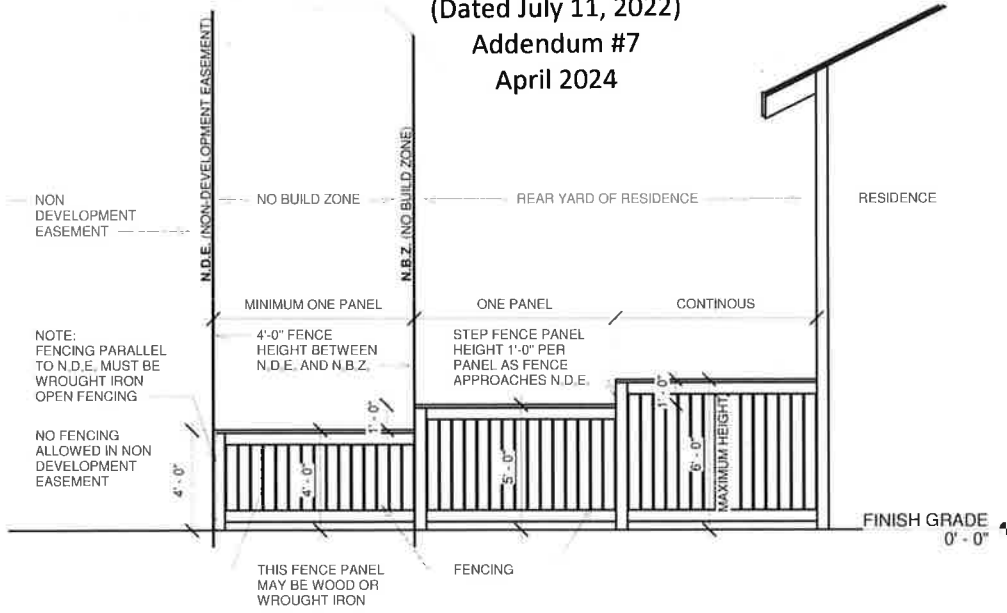 (Dated July 11, 2022)
Addendum #7
April 2024
N.D.E. (NON-DEVELOPMENT EASEMENT)
N.B.Z. (NO BUILD ZONE)
NON
DEVELOPMENT
EASEMENT
NO BUILD ZONE
REAR YARD OF RESIDENCE
RESIDENCE
MINIMUM ONE PANEL
ONE PANEL
CONTINOUS
NOTE:
FENCING PARALLEL
TO N.D.E. MUST BE
WROUGHT IRON
OPEN FENCING
4'-0" FENCE
HEIGHT BETWEEN
N.D.E. AND N.B.Z.
STEP FENCE PANEL
HEIGHT 1'-0" PER
PANEL AS FENCE
APPROACHES N.D.E.
NO FENCING
ALLOWED IN NON
DEVELOPMENT
EASEMENT
4' - 0"
4' - 0"
1' - 0"
5' - 0"
1' - 0"
6' - 0"
MAXIMUM HEIGHT
FINISH GRADE
0' - 0"
THIS FENCE PANEL
MAY BE WOOD OR
WROUGHT IRON
FENCING